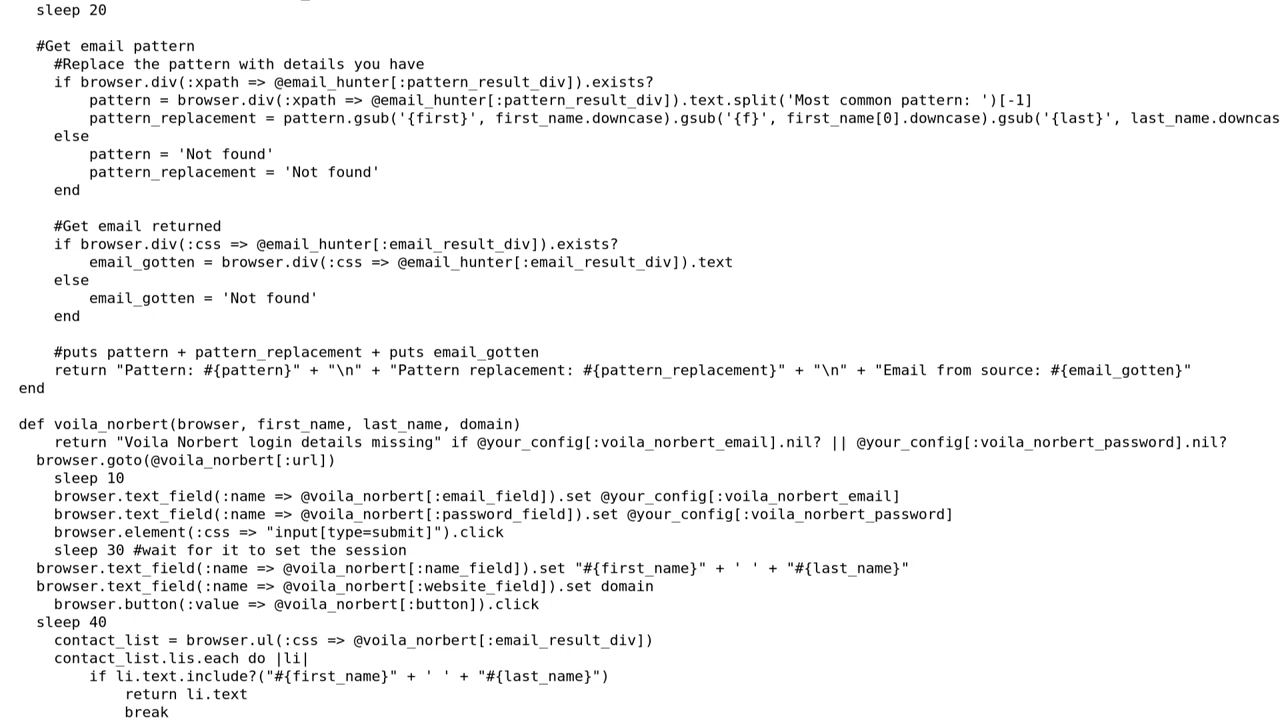 sleep 20
#Get email pattern
#Replace the pattern with details you have
if browser.div(:xpath => @email_hunter[:pattern_result_div]).exists?
pattern = browser.div(:xpath => @email_hunter[:pattern_result_div]).text.split('Most common pattern: ')[-1]
pattern_replacement = pattern.gsub('{first}', first_name.downcase).gsub('{f}', first_name[0].downcase).gsub('{last}', last_name.downcas
else
pattern = 'Not found'
pattern_replacement = 'Not found'
end
#Get email returned
if browser.div(:css => @email_hunter[:email_result_div]).exists?
email_gotten = browser.div(:css => @email_hunter[:email_result_div]).text
else
email_gotten = 'Not found'
end
#puts pattern + pattern_replacement + puts email_gotten
return "Pattern: #{pattern}" + "\n" + "Pattern replacement: #{pattern_replacement}" + "\n" + "Email from source: #{email_gotten}"
end
def voila_norbert(browser, first_name, last_name, domain)
return "Voila Norbert login details missing" if @your_config[:voila_norbert_email].nil? || @your_config[:voila_norbert_password].nil?
browser.goto(@voila_norbert[:url])
sleep 10
browser.text_field(:name => @voila_norbert[:email_field]).set @your_config[:voila_norbert_email]
browser.text_field(:name => @voila_norbert[:password_field]).set @your_config[:voila_norbert_password]
browser.element(:css => "input[type=submit]").click
sleep 30 #wait for it to set the session
browser.text_field(:name => @voila_norbert[:name_field]).set "#{first_name}" + ' ' + "#{last_name}"
browser.text_field(:name => @voila_norbert[:website_field]).set domain
browser.button(:value => @voila_norbert[:button]).click
sleep 40
contact_list = browser.ul(:css => @voila_norbert[:email_result_div])
contact_list.lis.each do |li|
if li.text.include?("#{first_name}" + ' ' + "#{last_name}")
return li.text
break